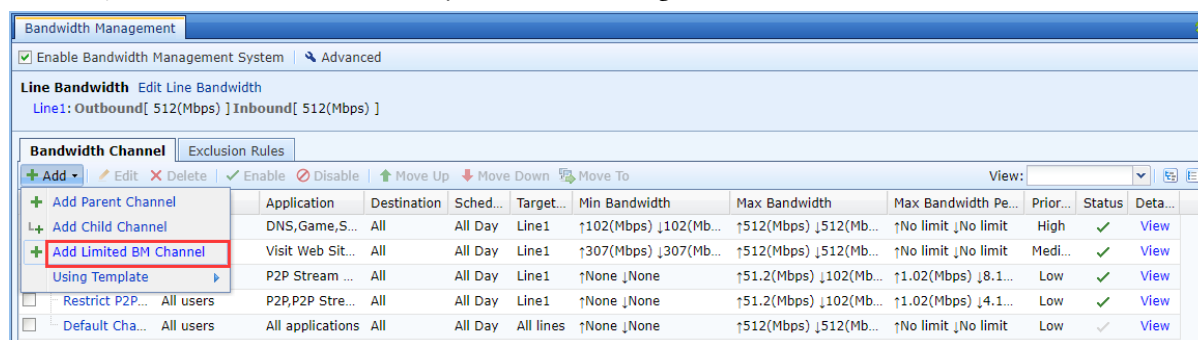 Bandwidth Management
Enable Bandwidth Management System Advanced
Line Bandwidth Edit Line Bandwidth
Line1: Outbound[ 512(Mbps) ] Inbound[ 512(Mbps) ]
Bandwidth Channel Exclusion Rules
Add Edit Delete Enable Disable Move Up Move Down Move To View:
Application Destination Sched... Target... Min Bandwidth Max Bandwidth Max Bandwidth Pe... Prior... Status Deta...
Add Parent Channel
DNS,Game,S... All All Day Line1 ↑102(Mbps) ↓102(Mb... ↑512(Mbps) ↓512(Mb... ↑No limit ↓No limit High View
Add Child Channel
Add Limited BM Channel
Visit Web Sit... All All Day Line1 ↑307(Mbps) ↓307(Mb... ↑512(Mbps) ↓512(Mb... ↑No limit ↓No limit Medi... View
Using Template
P2P Stream ... All All Day Line1 ↑None ↓None ↑51.2(Mbps) ↓102(Mb... ↑1.02(Mbps) ↓8.1... Low View
Restrict P2P... All users P2P,P2P Stre... All All Day Line1 ↑None ↓None ↑51.2(Mbps) ↓102(Mb... ↑1.02(Mbps) ↓4.1... Low View
Default Cha... All users All applications All All Day All lines ↑None ↓None ↑512(Mbps) ↓512(Mb... ↑No limit ↓No limit Low View